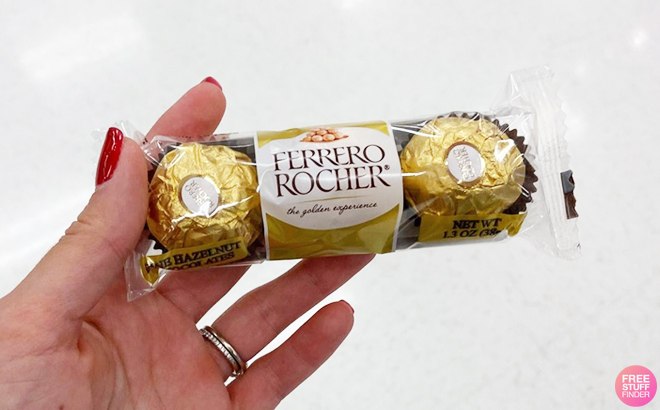 FERRERO
ROCHER®
the golden experience
HAZELNUT
NET WT
1.3 OZ
FREE
STUFF
FINDER